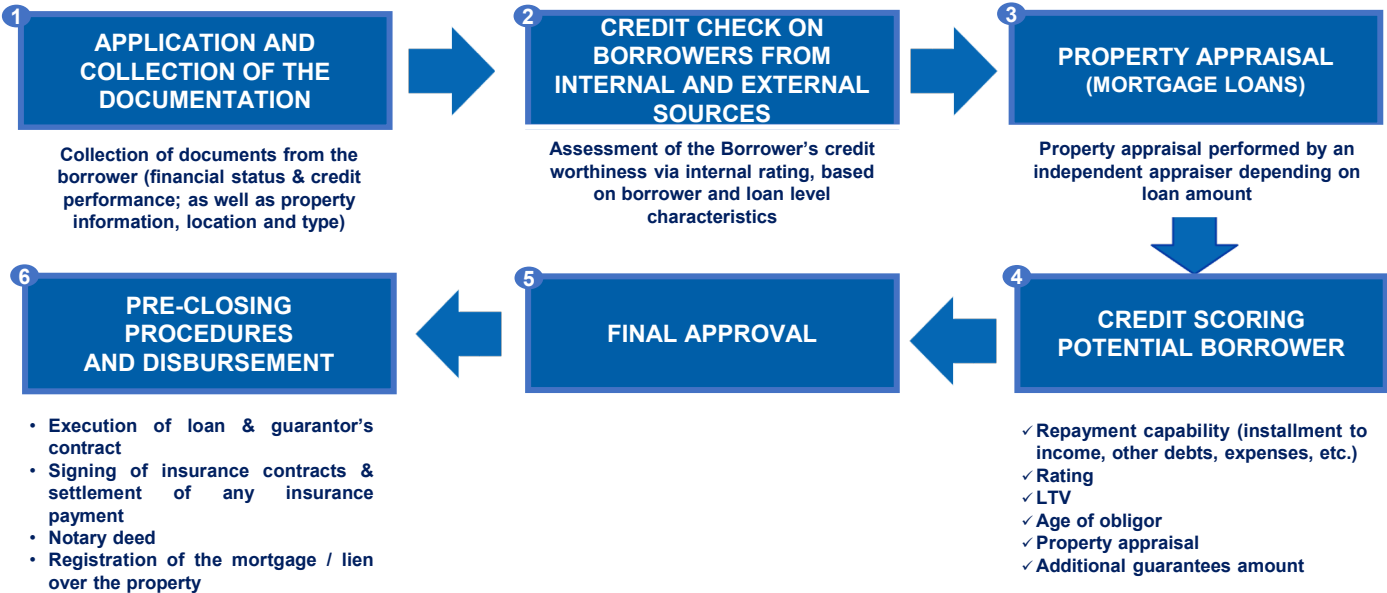 1
APPLICATION AND
COLLECTION OF THE
DOCUMENTATION
Collection of documents from the
borrower (financial status & credit
performance; as well as property
information, location and type)
2
CREDIT CHECK ON
BORROWERS FROM
INTERNAL AND EXTERNAL
SOURCES
Assessment of the Borrower's credit
worthiness via internal rating, based
on borrower and loan level
characteristics
3
PROPERTY APPRAISAL
(MORTGAGE LOANS)
Property appraisal performed by an
independent appraiser depending on
loan amount
4
CREDIT SCORING
POTENTIAL BORROWER
✓ Repayment capability (installment to
income, other debts, expenses, etc.)
✓ Rating
✓ LTV
✓ Age of obligor
✓ Property appraisal
✓ Additional guarantees amount
5
FINAL APPROVAL
6
PRE-CLOSING
PROCEDURES
AND DISBURSEMENT
• Execution of loan & guarantor's
contract
• Signing of insurance contracts &
settlement of any insurance
payment
• Notary deed
• Registration of the mortgage / lien
over the property